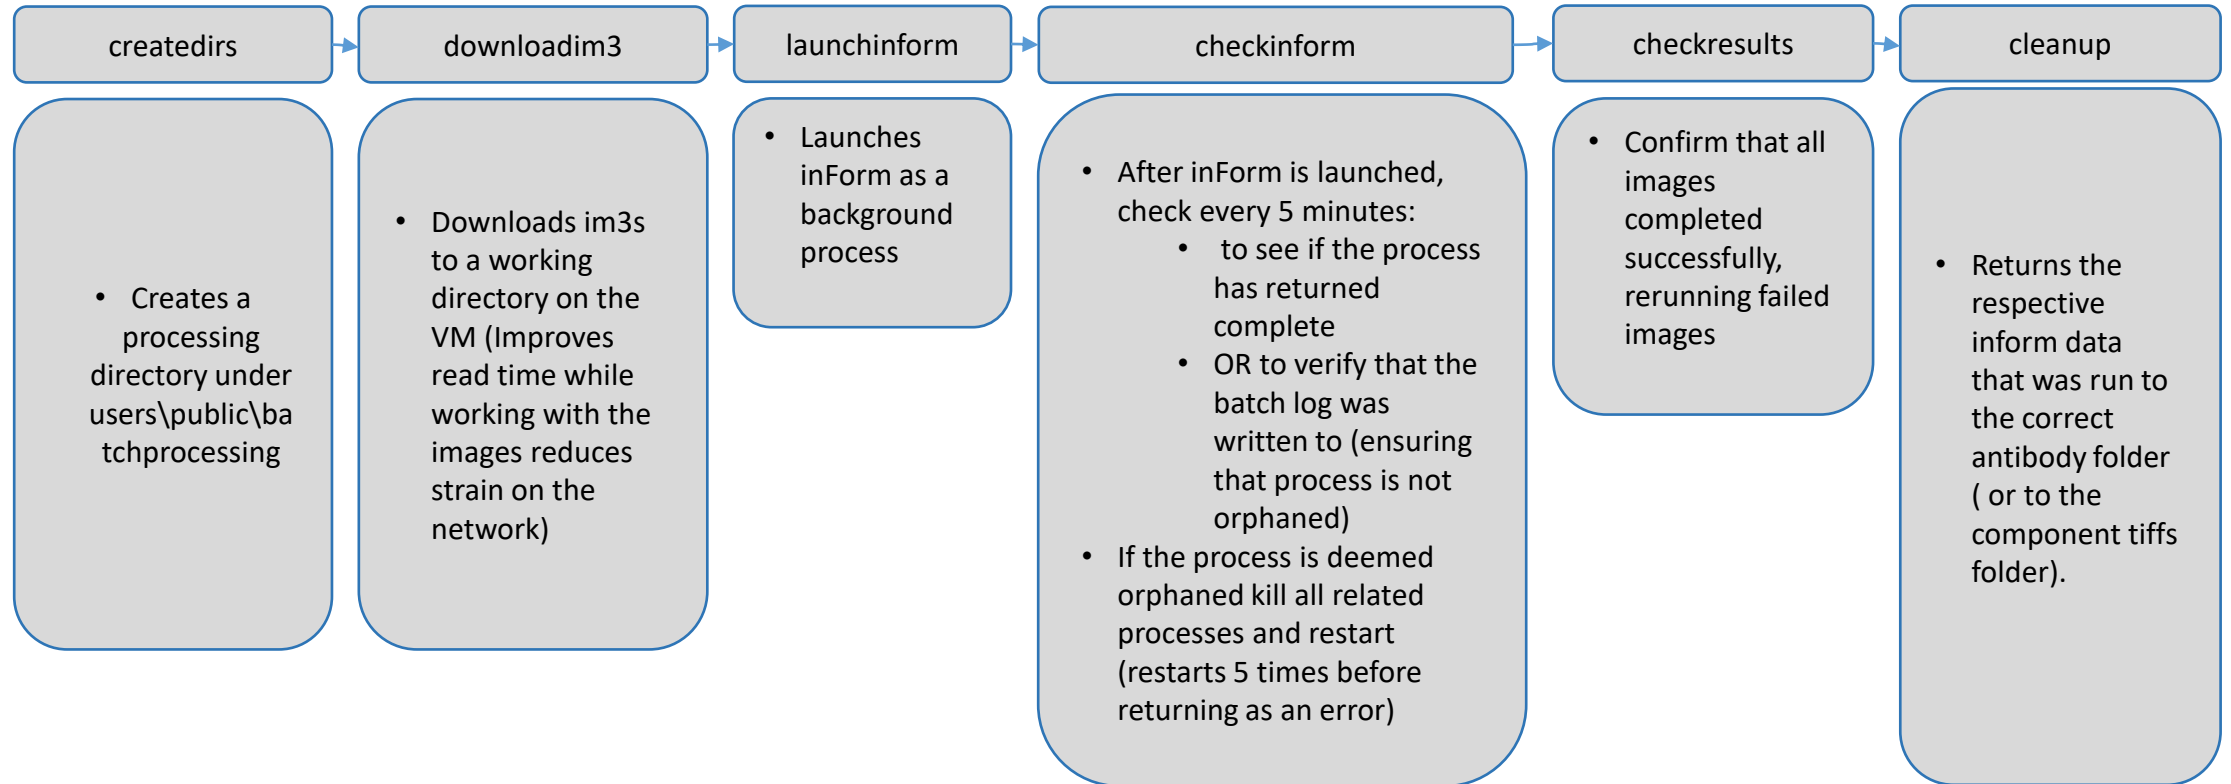 createdirs
downloadim3
launchinform
checkinform
checkresults
cleanup
• Creates a
processing
directory under
users\public\ba
tchprocessing
• Downloads im3s
to a working
directory on the
VM (Improves
read time while
working with the
images reduces
strain on the
network)
• Launches
inForm as a
background
process
• After inForm is launched,
check every 5 minutes:
• to see if the process
has returned
complete
• OR to verify that the
batch log was
written to (ensuring
that process is not
orphaned)
• If the process is deemed
orphaned kill all related
processes and restart
(restarts 5 times before
returning as an error)
• Confirm that all
images
completed
successfully,
rerunning failed
images
• Returns the
respective
inform data
that was run to
the correct
antibody folder
( or to the
component tiffs
folder).